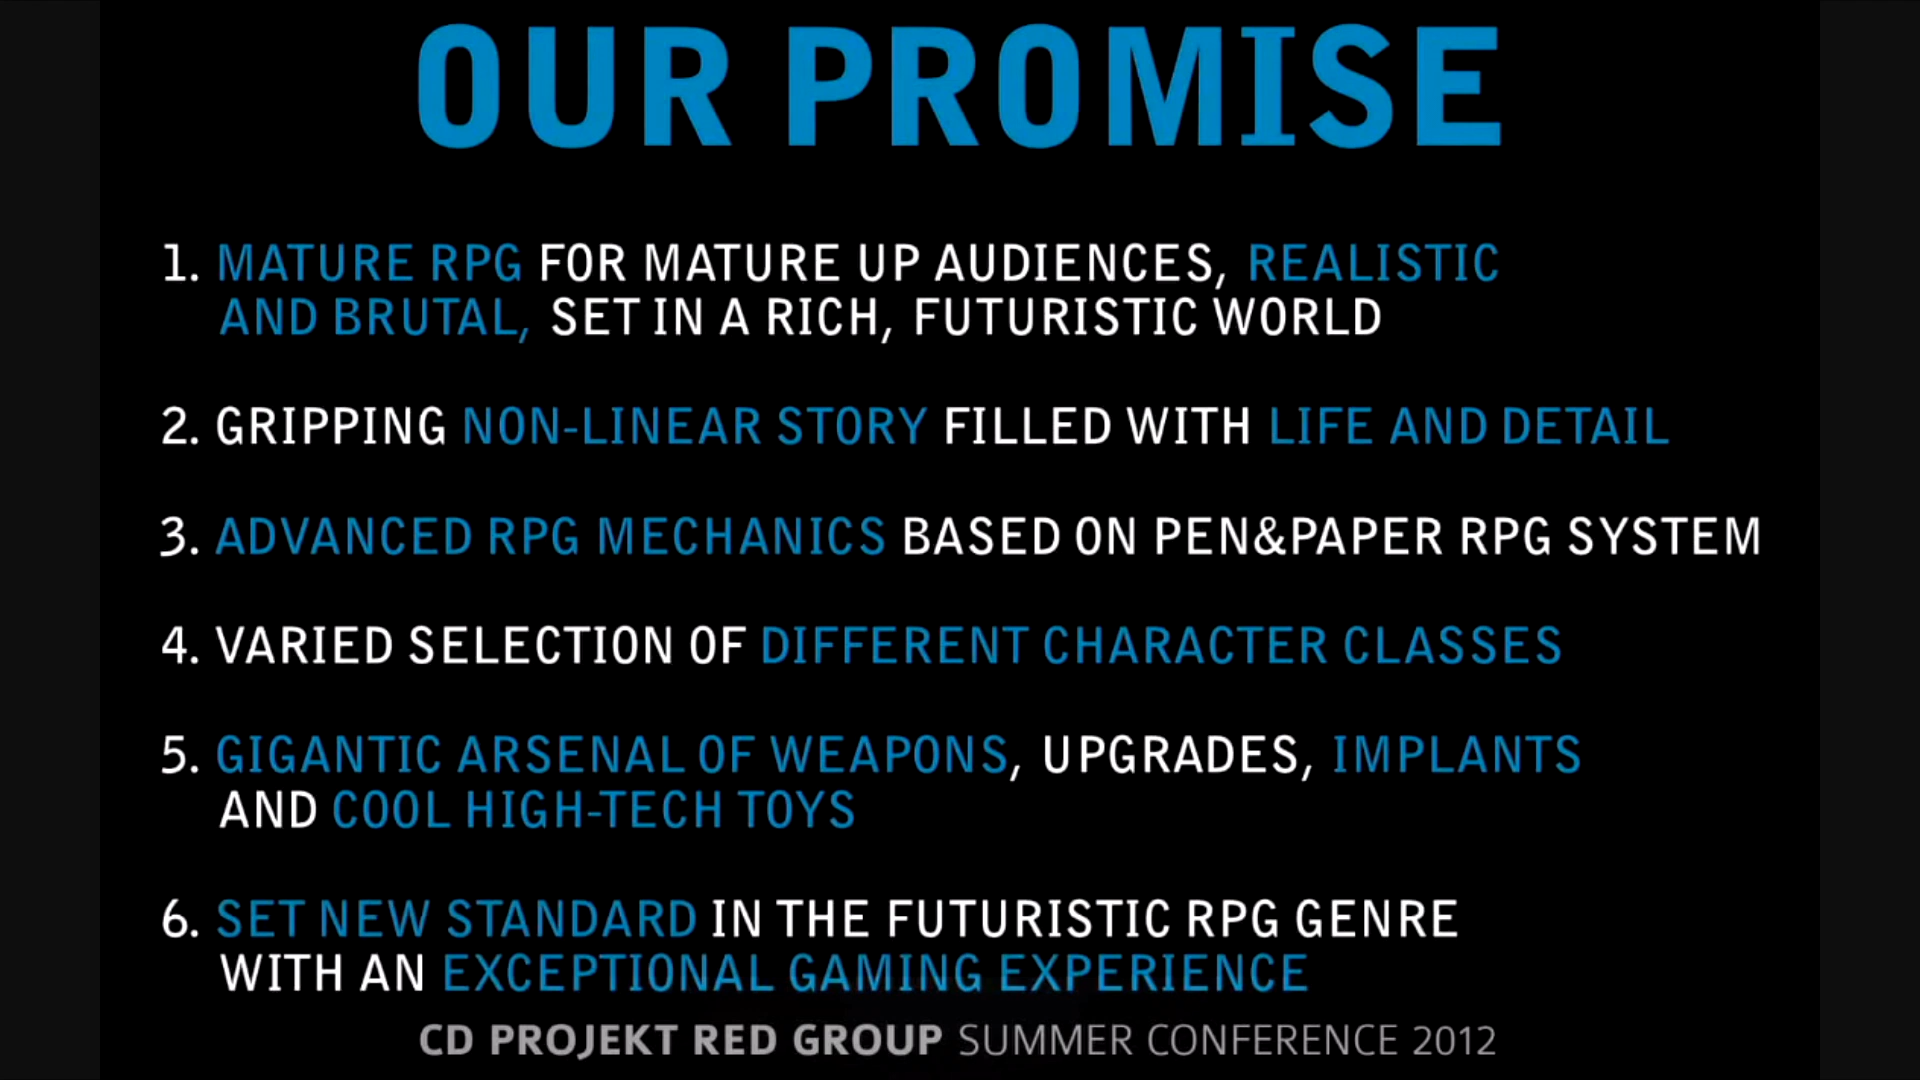 OUR PROMISE
1. MATURE RPG FOR MATURE UP AUDIENCES, REALISTIC
AND BRUTAL, SET IN A RICH, FUTURISTIC WORLD
2. GRIPPING NON-LINEAR STORY FILLED WITH LIFE AND DETAIL
3. ADVANCED RPG MECHANICS BASED ON PEN&PAPER RPG SYSTEM
4. VARIED SELECTION OF DIFFERENT CHARACTER CLASSES
5. GIGANTIC ARSENAL OF WEAPONS, UPGRADES, IMPLANTS
AND COOL HIGH-TECH TOYS
6. SET NEW STANDARD IN THE FUTURISTIC RPG GENRE
WITH AN EXCEPTIONAL GAMING EXPERIENCE
CD PROJEKT RED GROUP SUMMER CONFERENCE 2012